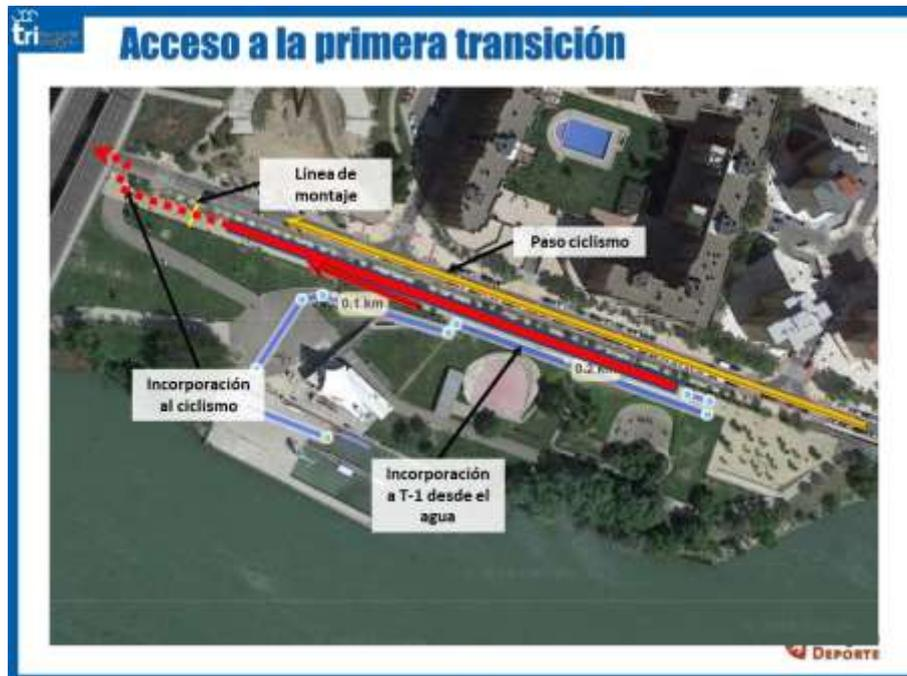 tri
Acceso a la primera transición
Línea de
montaje
Paso ciclismo
0.1 km
Incorporación
al ciclismo
0.2 km
Incorporación
a T-1 desde el
agua
DEPORTE